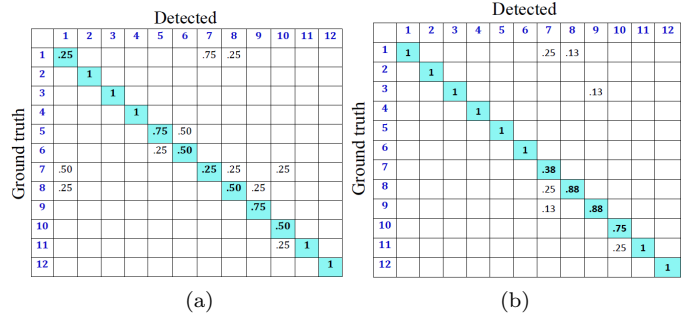 Detected
1 2 3 4 5 6 7 8 9 10 11 12
1 .25 .75 .25
2 1
3 1
4 1
5 .75 .50
6 .25 .50
7 .50 .25 .25 .25
8 .25 .50 .25
9 .75
10 .50
11 .25 1
12 1
Ground truth
(a)
Detected
1 2 3 4 5 6 7 8 9 10 11 12
1 1 .25 .13
2 1
3 1 .13
4 1
5 1
6 1
7 .38
8 .25 .88
9 .13 .88
10 .75
11 .25 1
12 1
Ground truth
(b)